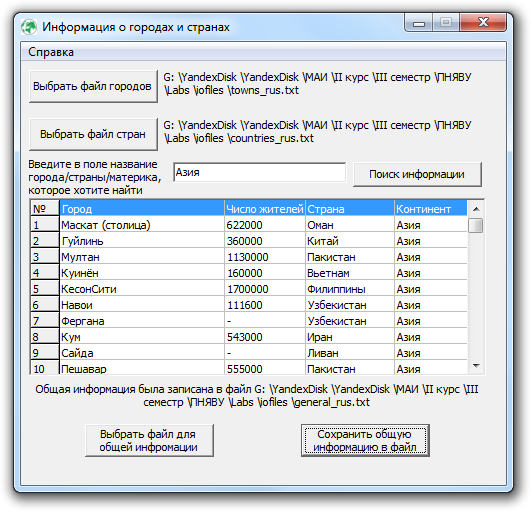 Информация о городах и странах
Справка
Выбрать файл городов
G: \YandexDisk \YandexDisk \МАИ \II курс \III семестр \ПНЯВУ
\Labs \iofiles \towns_rus.txt
Выбрать файл стран
G: \YandexDisk \YandexDisk \МАИ \II курс \III семестр \ПНЯВУ
\Labs \iofiles \countries_rus.txt
Введите в поле название
города/страны/материка,
которое хотите найти
Азия
Поиск информации
№ Город Число жителей Страна Континент
1 Маскат (столица) 622000 Оман Азия
2 Гуйлинь 360000 Китай Азия
3 Мултан 1130000 Пакистан Азия
4 Куинён 160000 Вьетнам Азия
5 КесонСити 1700000 Филиппины Азия
6 Навои 111600 Узбекистан Азия
7 Фергана - Узбекистан Азия
8 Кум 543000 Иран Азия
9 Сайда - Ливан Азия
10 Пешавар 555000 Пакистан Азия
Общая информация была записана в файл G: \YandexDisk \YandexDisk \МАИ \II курс \III
семестр \ПНЯВУ \Labs \iofiles \general_rus.txt
Выбрать файл для
общей инфромации
Сохранить общую
информацию в файл